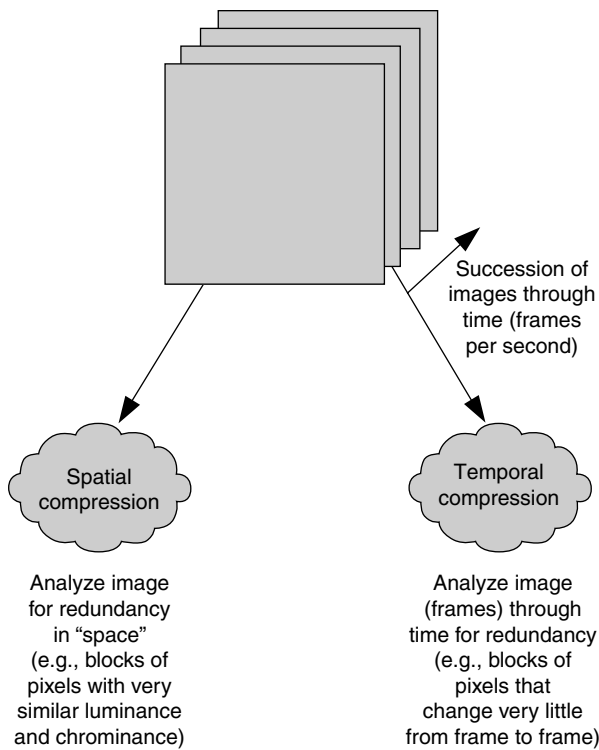 Succession of
images through
time (frames
per second)
Spatial
compression
Temporal
compression
Analyze image
for redundancy
in “space”
(e.g., blocks of
pixels with very
similar luminance
and chrominance)
Analyze image
(frames) through
time for redundancy
(e.g., blocks of
pixels that
change very little
from frame to frame)